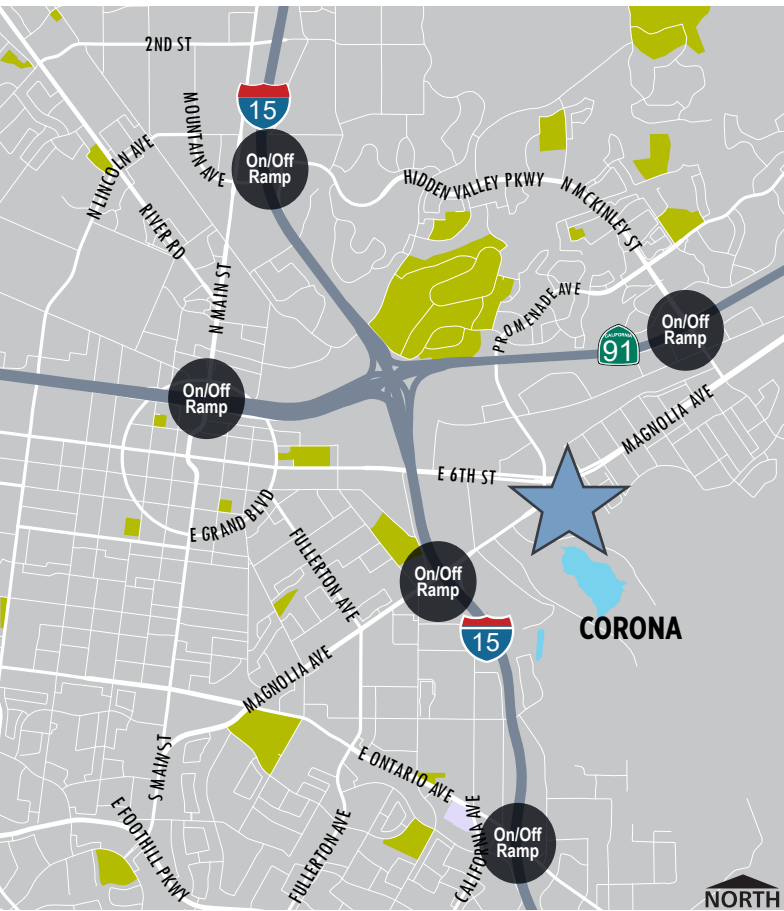 2ND ST
15
MOUNTAIN AVE
On/Off
Ramp
N LINCOLN AVE
HIDDEN VALLEY PKWY
N MCKINLEY ST
RIVER RD
N MAIN ST
PROMENADE AVE
On/Off
Ramp
CALIFORNIA
91
On/Off
Ramp
MAGNOLIA AVE
E 6TH ST
E GRAND BLVD
FULLERTON AVE
On/Off
Ramp
CORONA
15
MAGNOLIA AVE
S MAIN ST
E ONTARIO AVE
E FOOTHILL PKWY
FULLERTON AVE
CALIFORNIA AVE
On/Off
Ramp
NORTH